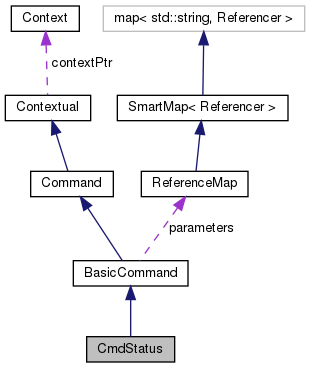 Context
map< std::string, Referencer >
contextPtr
Contextual
SmartMap< Referencer >
Command
ReferenceMap
parameters
BasicCommand
CmdStatus